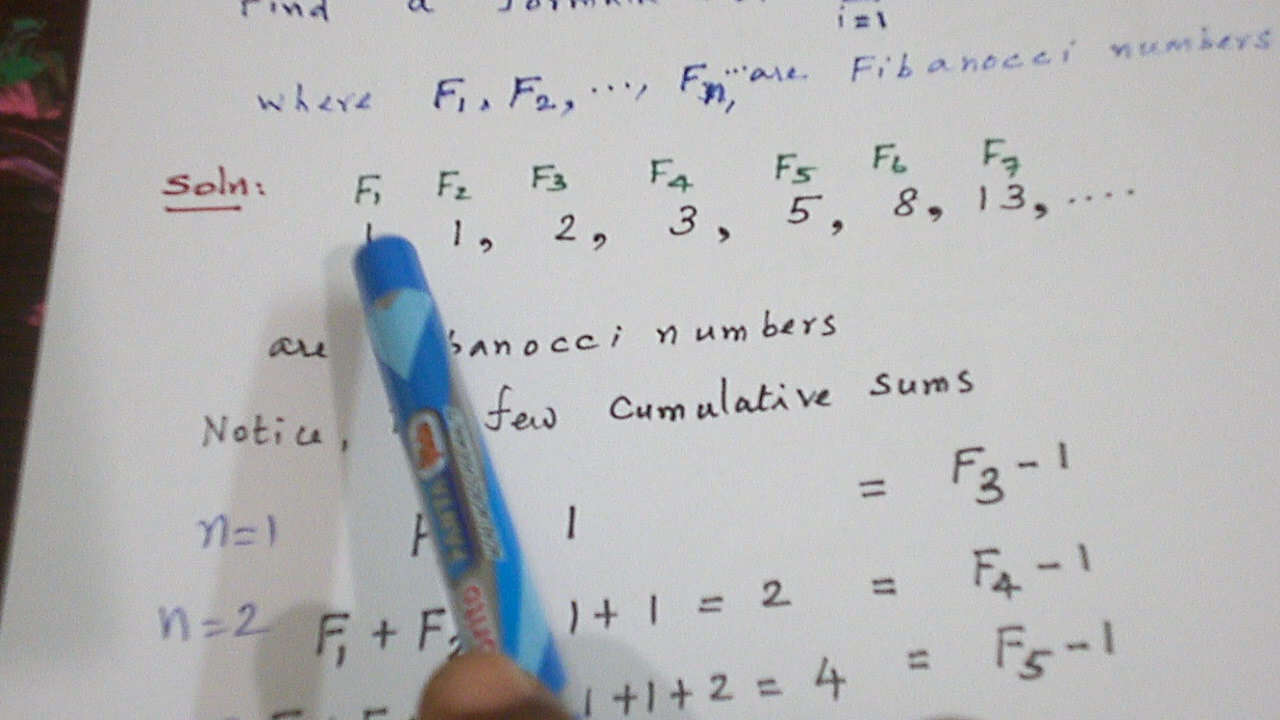 Find a
i=1
where F₁, F₂, ..., Fₙ, ... are Fibanocci numbers
Soln: F₁ F₂ F₃ F₄ F₅ F₆ F₇
1 1, 2, 3, 5, 8, 13, ....
are banocci numbers
Notice, few Cumulative Sums
n=1 1 = F₃ - 1
n=2 F₁ + F₂ 1 + 1 = 2 = F₄ - 1
1 + 1 + 2 = 4 = F₅ - 1